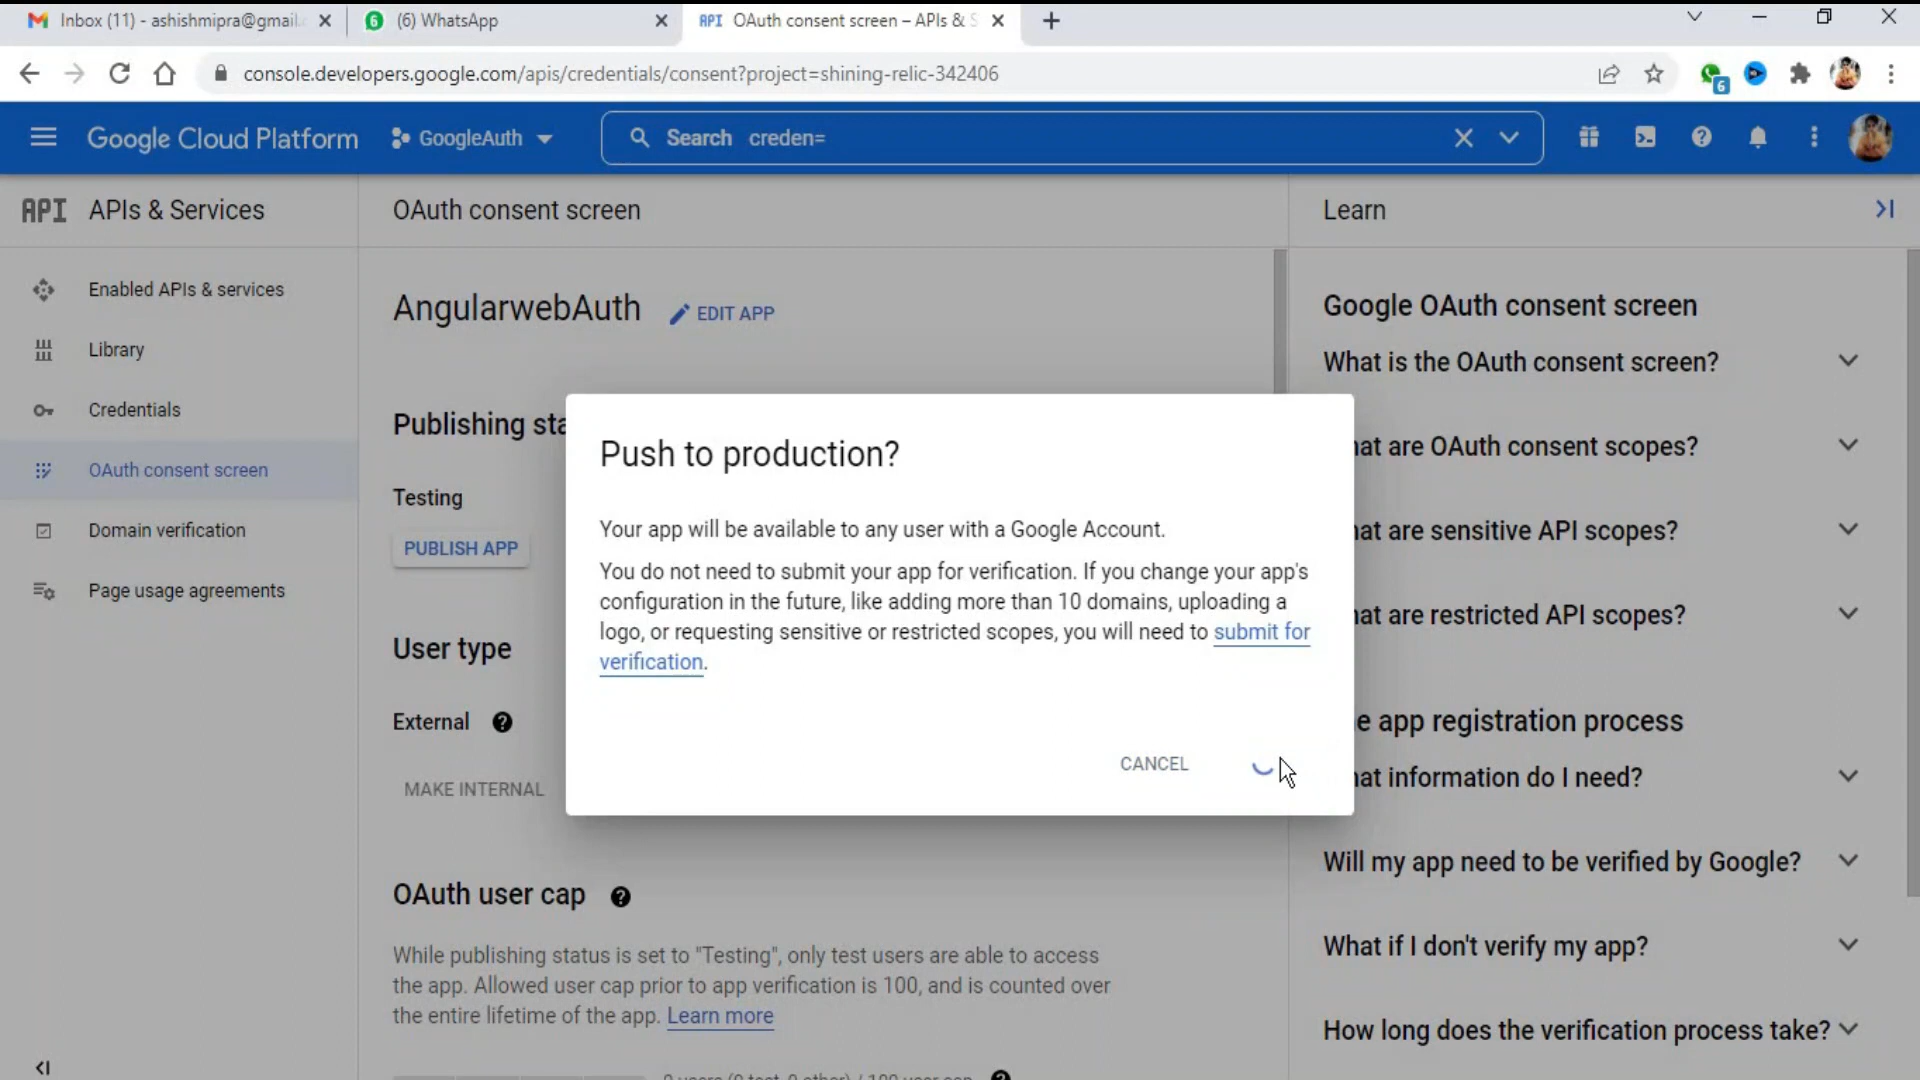 Inbox (11) - ashishmipra@gmail.
6 (6) WhatsApp
API OAuth consent screen – APIs & S
console.developers.google.com/apis/credentials/consent?project=shining-relic-342406
6
Google Cloud Platform
GoogleAuth
Search creden=
API APIs & Services
OAuth consent screen
Learn
Enabled APIs & services
Library
Credentials
OAuth consent screen
Domain verification
Page usage agreements
AngularwebAuth
EDIT APP
Publishing sta
Testing
PUBLISH APP
User type
External
MAKE INTERNAL
OAuth user cap
While publishing status is set to "Testing", only test users are able to access
the app. Allowed user cap prior to app verification is 100, and is counted over
the entire lifetime of the app. Learn more
0 users (0 test, 0 other) / 100 user cap
Push to production?
Your app will be available to any user with a Google Account.
You do not need to submit your app for verification. If you change your app's
configuration in the future, like adding more than 10 domains, uploading a
logo, or requesting sensitive or restricted scopes, you will need to submit for
verification.
CANCEL
Google OAuth consent screen
What is the OAuth consent screen?
hat are OAuth consent scopes?
hat are sensitive API scopes?
hat are restricted API scopes?
e app registration process
hat information do I need?
Will my app need to be verified by Google?
What if I don't verify my app?
How long does the verification process take?